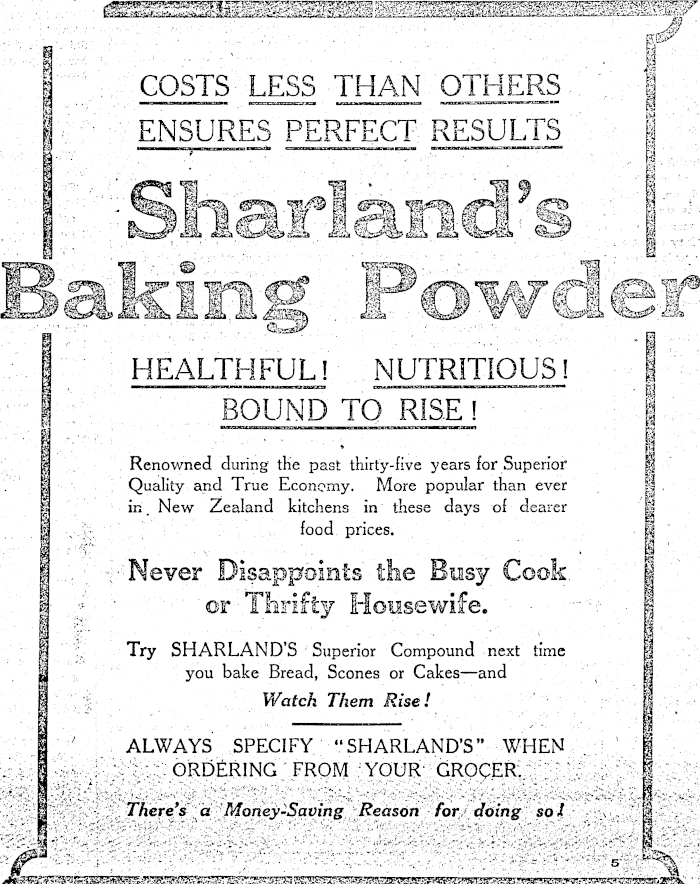 COSTS LESS THAN OTHERS
ENSURES PERFECT RESULTS
Sharland's
Baking Powder
HEALTHFUL! NUTRITIOUS!
BOUND TO RISE!
Renowned during the past thirty-five years for Superior
Quality and True Economy. More popular than ever
in New Zealand kitchens in these days of dearer
food prices.
Never Disappoints the Busy Cook
or Thrifty Housewife.
Try SHARLAND'S Superior Compound next time
you bake Bread, Scones or Cakes—and
Watch Them Rise!
ALWAYS SPECIFY "SHARLAND'S" WHEN
ORDERING FROM YOUR GROCER.
There's a Money-Saving Reason for doing so!
5